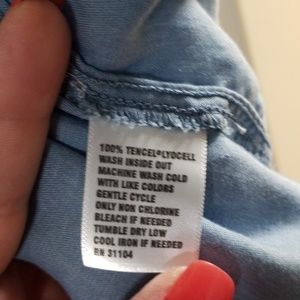 100% TENCEL®LYOCELL
WASH INSIDE OUT
MACHINE WASH COLD
WITH LIKE COLORS
GENTLE CYCLE
ONLY NON CHLORINE
BLEACH IF NEEDED
TUMBLE DRY LOW
COOL IRON IF NEEDED
RN 31104